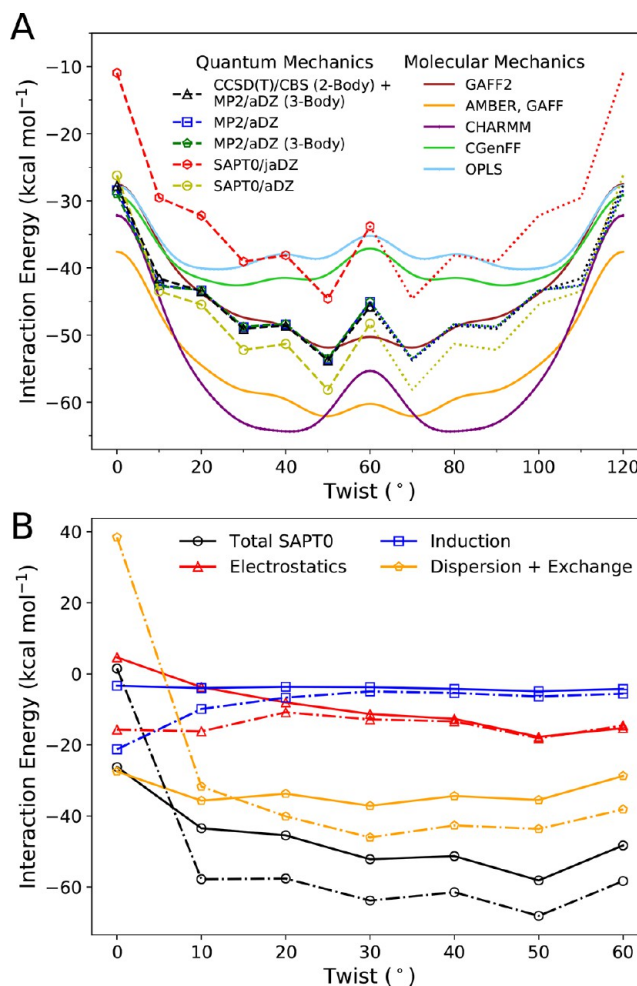 A
Quantum Mechanics
Molecular Mechanics
CCSD(T)/CBS (2-Body) +
MP2/aDZ (3-Body)
MP2/aDZ
MP2/aDZ (3-Body)
SAPT0/jaDZ
SAPT0/aDZ
GAFF2
AMBER, GAFF
CHARMM
CGenFF
OPLS
Interaction Energy (kcal mol⁻¹)
−10
−20
−30
−40
−50
−60
0 20 40 60 80 100 120
Twist (°)
B
Total SAPT0
Electrostatics
Induction
Dispersion + Exchange
Interaction Energy (kcal mol⁻¹)
40
20
0
−20
−40
−60
0 10 20 30 40 50 60
Twist (°)